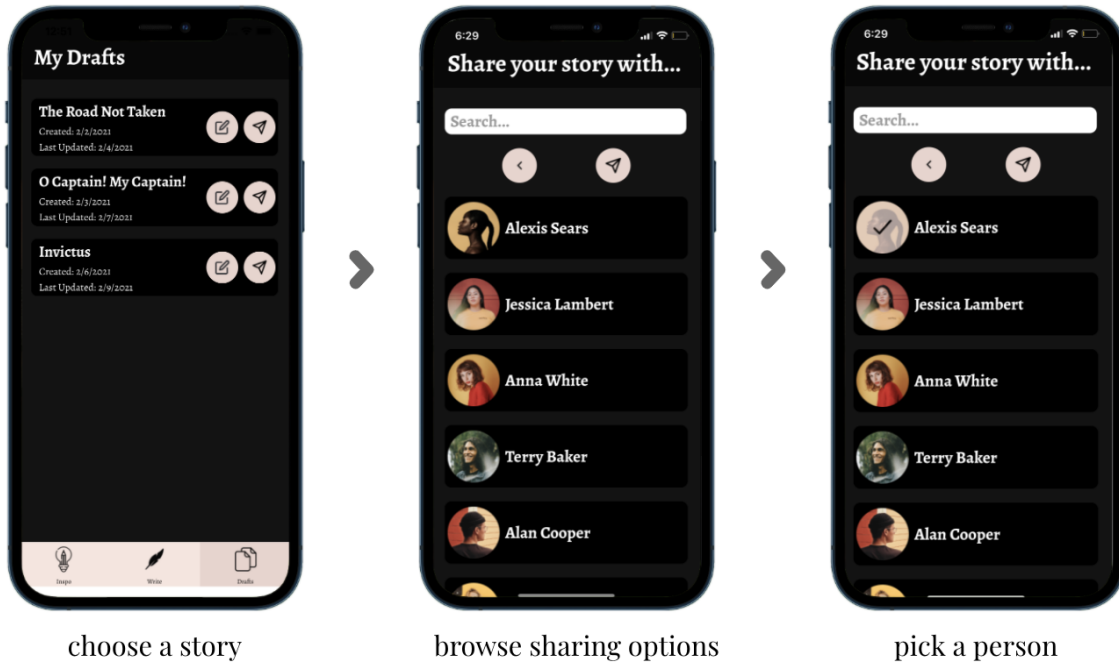 My Drafts
The Road Not Taken
Created: 2/2/2021
Last Updated: 2/4/2021
O Captain! My Captain!
Created: 2/3/2021
Last Updated: 2/7/2021
Invictus
Created: 2/6/2021
Last Updated: 2/9/2021
Inspo
Write
Drafts
choose a story
6:29
Share your story with...
Search...
Alexis Sears
Jessica Lambert
Anna White
Terry Baker
Alan Cooper
browse sharing options
6:29
Share your story with...
Search...
Alexis Sears
Jessica Lambert
Anna White
Terry Baker
Alan Cooper
pick a person